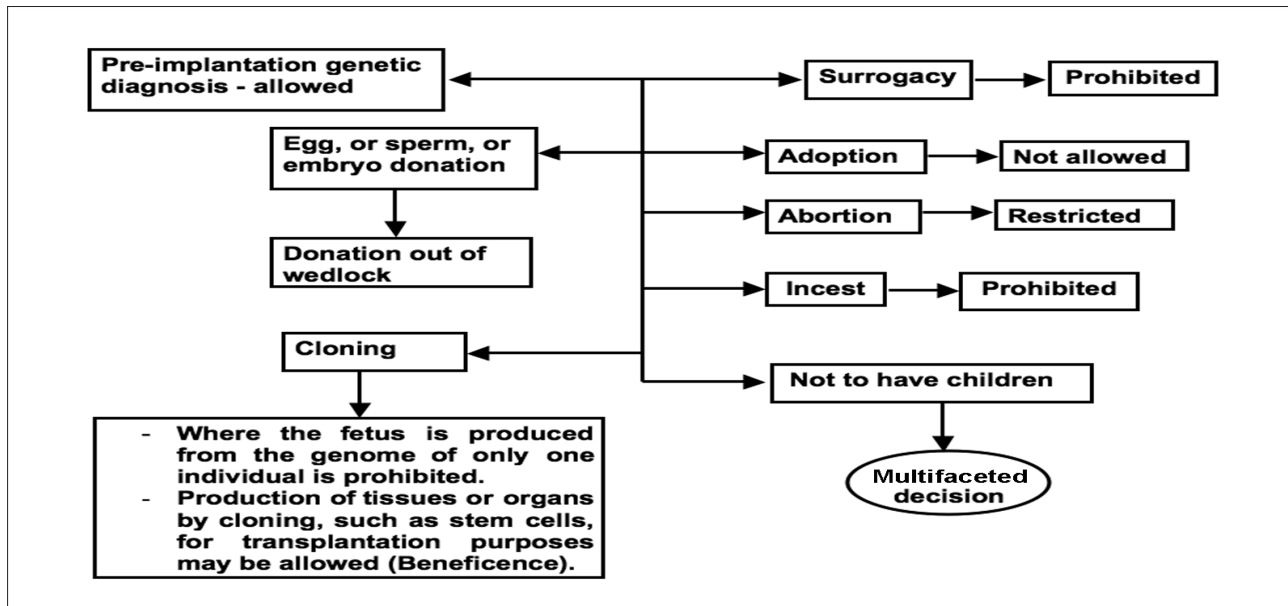 Pre-implantation genetic
diagnosis - allowed
Surrogacy
Prohibited
Egg, or sperm, or
embryo donation
Adoption
Not allowed
Abortion
Restricted
Donation out of
wedlock
Incest
Prohibited
Cloning
Not to have children
- Where the fetus is produced
from the genome of only one
individual is prohibited.
- Production of tissues or organs
by cloning, such as stem cells,
for transplantation purposes
may be allowed (Beneficence).
Multifaceted
decision